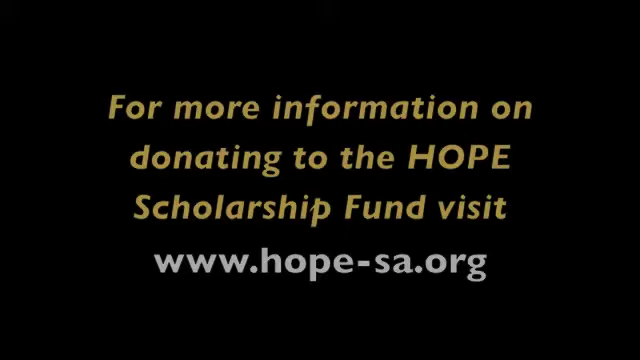 For more information on
donating to the HOPE
Scholarship Fund visit
www.hope-sa.org